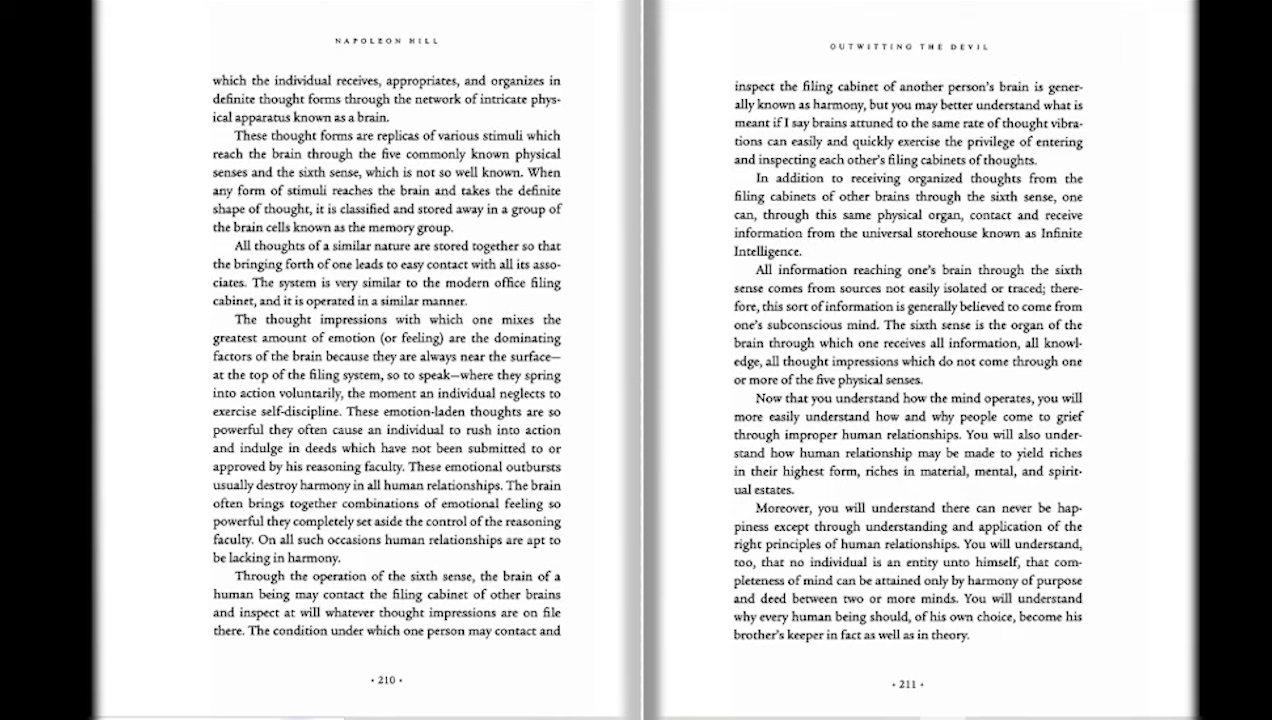 NAPOLEON HILL
which the individual receives, appropriates, and organizes in
definite thought forms through the network of intricate phys-
ical apparatus known as a brain.
These thought forms are replicas of various stimuli which
reach the brain through the five commonly known physical
senses and the sixth sense, which is not so well known. When
any form of stimuli reaches the brain and takes the definite
shape of thought, it is classified and stored away in a group of
the brain cells known as the memory group.
All thoughts of a similar nature are stored together so that
the bringing forth of one leads to easy contact with all its asso-
ciates. The system is very similar to the modern office filing
cabinet, and it is operated in a similar manner.
The thought impressions with which one mixes the
greatest amount of emotion (or feeling) are the dominating
factors of the brain because they are always near the surface—
at the top of the filing system, so to speak—where they spring
into action voluntarily, the moment an individual neglects to
exercise self-discipline. These emotion-laden thoughts are so
powerful they often cause an individual to rush into action
and indulge in deeds which have not been submitted to or
approved by his reasoning faculty. These emotional outbursts
usually destroy harmony in all human relationships. The brain
often brings together combinations of emotional feeling so
powerful they completely set aside the control of the reasoning
faculty. On all such occasions human relationships are apt to
be lacking in harmony.
Through the operation of the sixth sense, the brain of a
human being may contact the filing cabinet of other brains
and inspect at will whatever thought impressions are on file
there. The condition under which one person may contact and
• 210 •
OUTWITTING THE DEVIL
inspect the filing cabinet of another person's brain is gener-
ally known as harmony, but you may better understand what is
meant if I say brains attuned to the same rate of thought vibra-
tions can easily and quickly exercise the privilege of entering
and inspecting each other's filing cabinets of thoughts.
In addition to receiving organized thoughts from the
filing cabinets of other brains through the sixth sense, one
can, through this same physical organ, contact and receive
information from the universal storehouse known as Infinite
Intelligence.
All information reaching one's brain through the sixth
sense comes from sources not easily isolated or traced; there-
fore, this sort of information is generally believed to come from
one's subconscious mind. The sixth sense is the organ of the
brain through which one receives all information, all knowl-
edge, all thought impressions which do not come through one
or more of the five physical senses.
Now that you understand how the mind operates, you will
more easily understand how and why people come to grief
through improper human relationships. You will also under-
stand how human relationship may be made to yield riches
in their highest form, riches in material, mental, and spirit-
ual estates.
Moreover, you will understand there can never be hap-
piness except through understanding and application of the
right principles of human relationships. You will understand,
too, that no individual is an entity unto himself, that com-
pleteness of mind can be attained only by harmony of purpose
and deed between two or more minds. You will understand
why every human being should, of his own choice, become his
brother's keeper in fact as well as in theory.
• 211 •